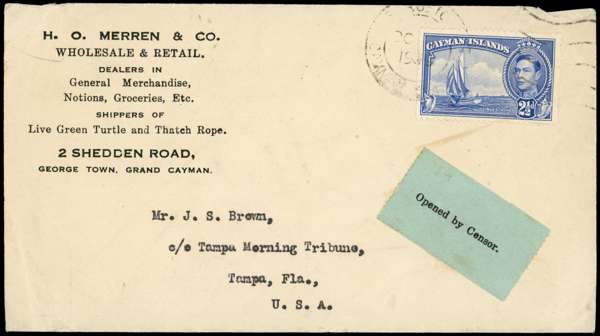 H. O. MERREN & CO.
WHOLESALE & RETAIL.
DEALERS IN
General Merchandise,
Notions, Groceries, Etc.
SHIPPERS OF
Live Green Turtle and Thatch Rope.
2 SHEDDEN ROAD,
GEORGE TOWN, GRAND CAYMAN.
CAYMAN ISLANDS
2½d
Opened by Censor.
Mr. J. S. Brown,
c/o Tampa Morning Tribune,
Tampa, Fla.,
U. S. A.